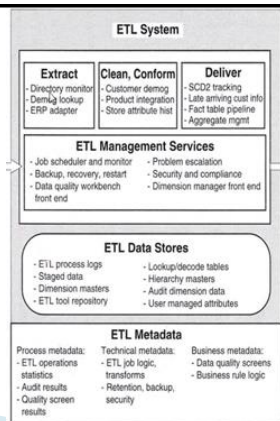 ETL System
Extract
- Directory monitor
- Demog lookup
- ERP adapter
Clean, Conform
- Customer demog
- Product integration
- Store attribute hist
Deliver
- SCD2 tracking
- Late arriving cust info
- Fact table pipeline
- Aggregate mgmt
ETL Management Services
- Job scheduler and monitor
- Backup, recovery, restart
- Data quality workbench
front end
- Problem escalation
- Security and compliance
- Dimension manager front end
ETL Data Stores
- ETL process logs
- Staged data
- Dimension masters
- ETL tool repository
- Lookup/decode tables
- Hierarchy masters
- Audit dimension data
- User managed attributes
ETL Metadata
Process metadata:
- ETL operations
statistics
- Audit results
- Quality screen
results
Technical metadata:
- ETL job logic,
transforms
- Retention, backup,
security
Business metadata:
- Data quality screens
- Business rule logic